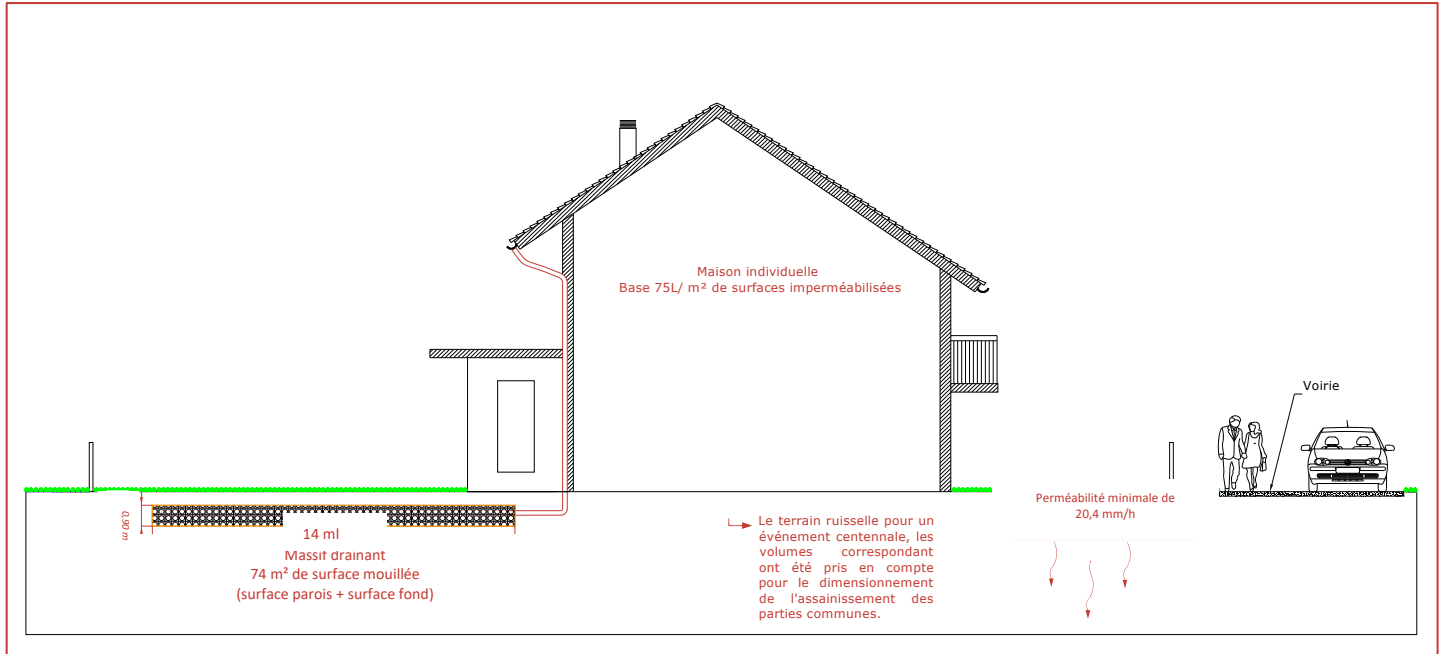 Maison individuelle
Base 75L/ m² de surfaces imperméabilisées
Voirie
0,90 m
14 ml
Massif drainant
74 m² de surface mouillée
(surface parois + surface fond)
Le terrain ruisselle pour un
événement centennale, les
volumes correspondant
ont été pris en compte
pour le dimensionnement
de l'assainissement des
parties communes.
Perméabilité minimale de
20,4 mm/h